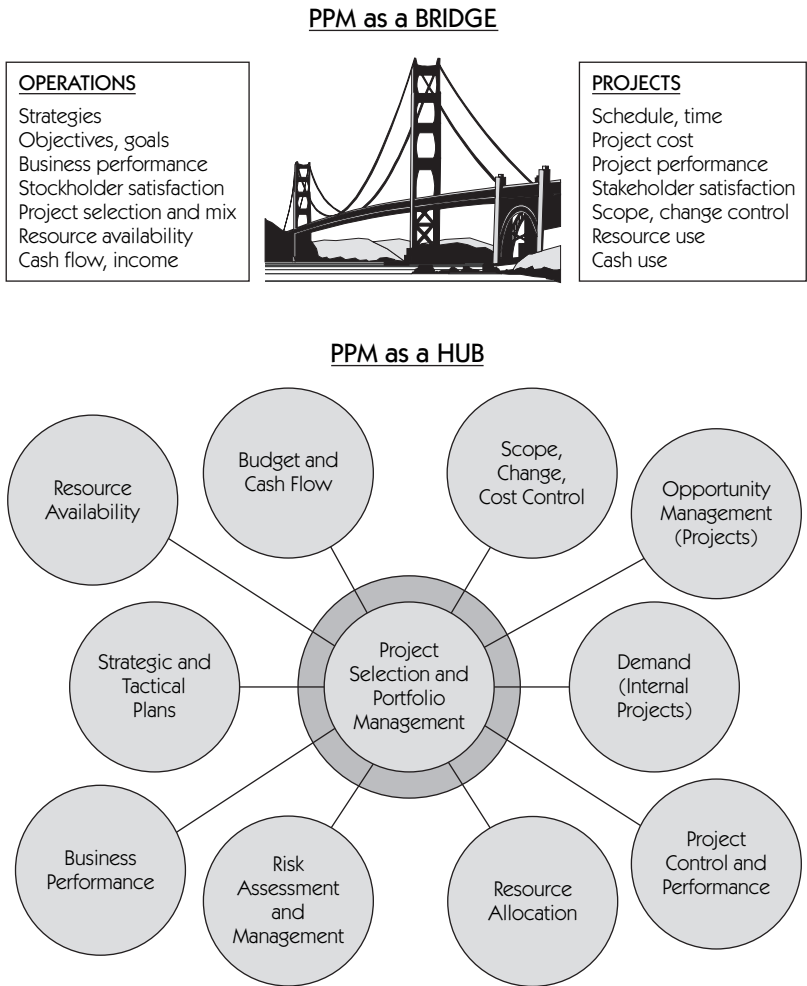 PPM as a BRIDGE
OPERATIONS
Strategies
Objectives, goals
Business performance
Stockholder satisfaction
Project selection and mix
Resource availability
Cash flow, income
PROJECTS
Schedule, time
Project cost
Project performance
Stakeholder satisfaction
Scope, change control
Resource use
Cash use
PPM as a HUB
Resource
Availability
Budget and
Cash Flow
Scope,
Change,
Cost Control
Opportunity
Management
(Projects)
Strategic and
Tactical
Plans
Project
Selection and
Portfolio
Management
Demand
(Internal
Projects)
Business
Performance
Risk
Assessment
and
Management
Resource
Allocation
Project
Control and
Performance